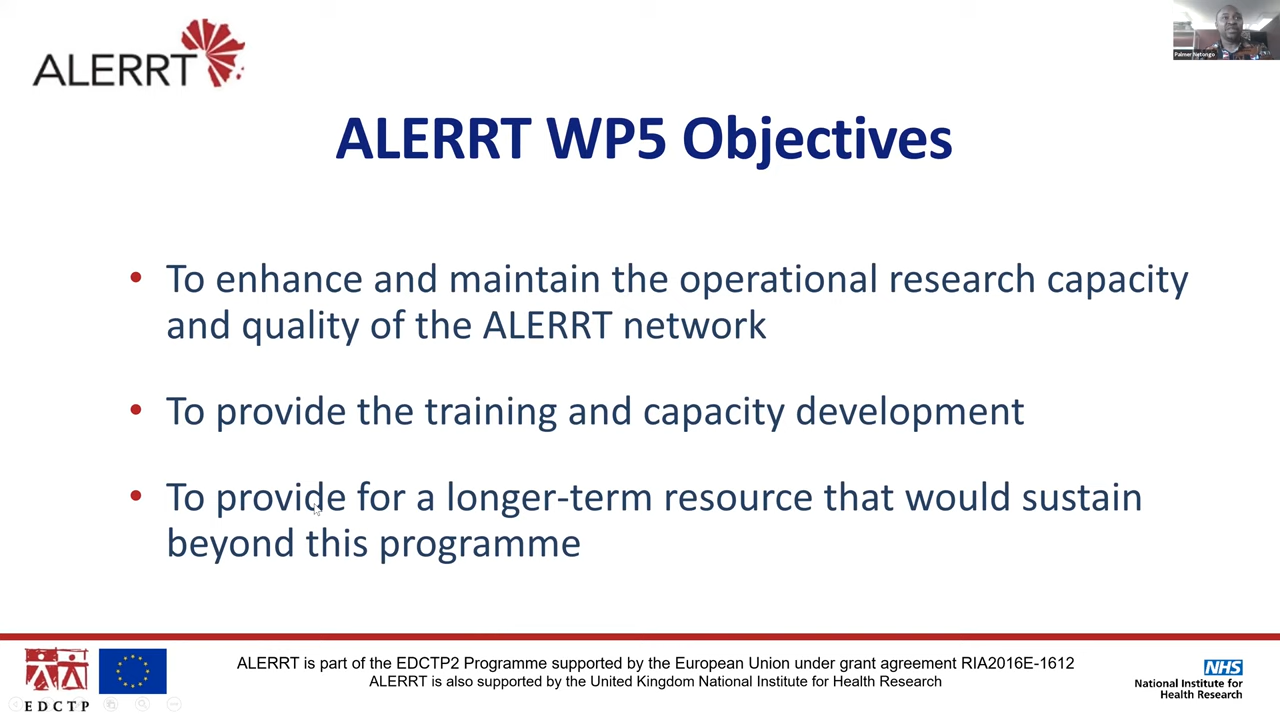 ALERRT
Palmer Netongo
ALERRT WP5 Objectives
• To enhance and maintain the operational research capacity
and quality of the ALERRT network
• To provide the training and capacity development
• To provide for a longer-term resource that would sustain
beyond this programme
EDCTP
ALERRT is part of the EDCTP2 Programme supported by the European Union under grant agreement RIA2016E-1612
ALERRT is also supported by the United Kingdom National Institute for Health Research
NHS
National Institute for
Health Research